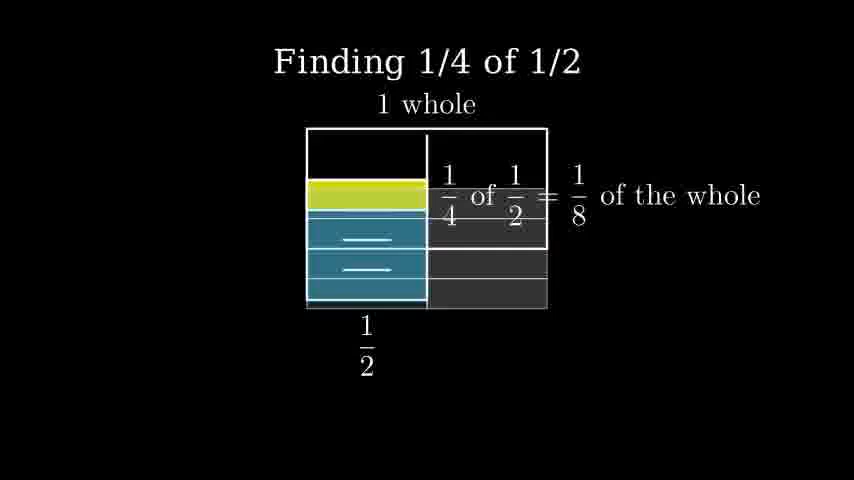 Finding 1/4 of 1/2
1 whole
1/4 of 1/2 = 1/8 of the whole
1/2